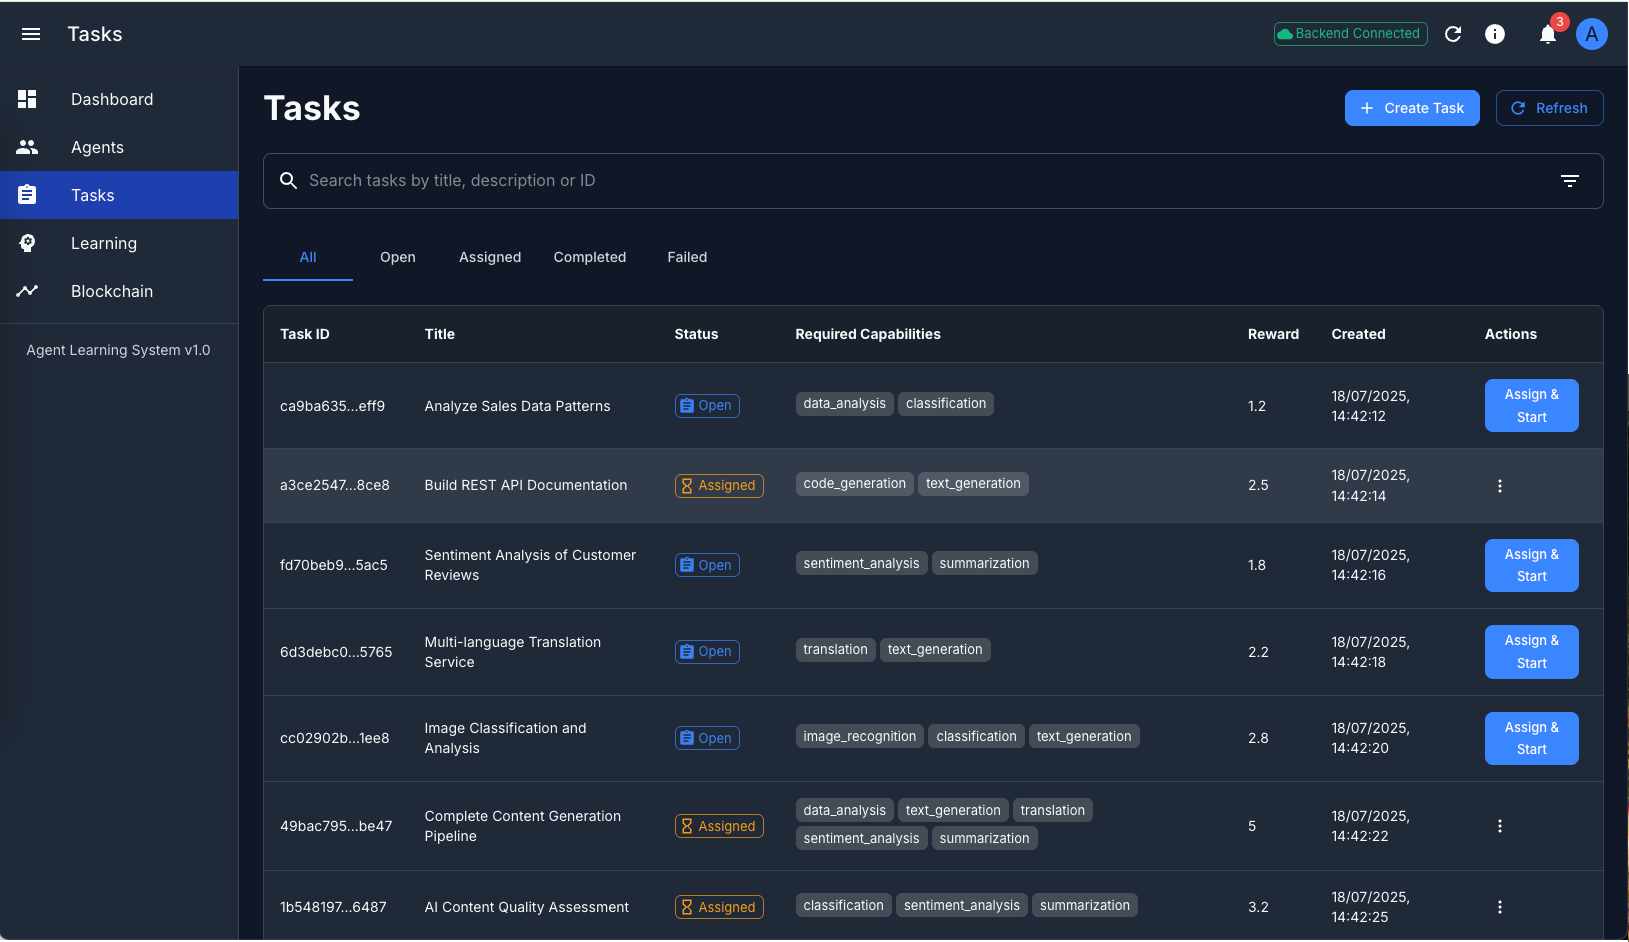 Tasks
Backend Connected
3
A
Dashboard
Agents
Tasks
Learning
Blockchain
Agent Learning System v1.0
Tasks
Create Task
Refresh
Search tasks by title, description or ID
All Open Assigned Completed Failed
Task ID Title Status Required Capabilities Reward Created Actions
ca9ba635...eff9 Analyze Sales Data Patterns Open data_analysis classification 1.2 18/07/2025,
14:42:12
Assign &
Start
a3ce2547...8ce8 Build REST API Documentation Assigned code_generation text_generation 2.5 18/07/2025,
14:42:14
fd70beb9...5ac5 Sentiment Analysis of Customer
Reviews
Open sentiment_analysis summarization 1.8 18/07/2025,
14:42:16
Assign &
Start
6d3debc0...5765 Multi-language Translation
Service
Open translation text_generation 2.2 18/07/2025,
14:42:18
Assign &
Start
cc02902b...1ee8 Image Classification and
Analysis
Open image_recognition classification text_generation 2.8 18/07/2025,
14:42:20
Assign &
Start
49bac795...be47 Complete Content Generation
Pipeline
Assigned data_analysis text_generation translation
sentiment_analysis summarization
5 18/07/2025,
14:42:22
1b548197...6487 AI Content Quality Assessment Assigned classification sentiment_analysis summarization 3.2 18/07/2025,
14:42:25